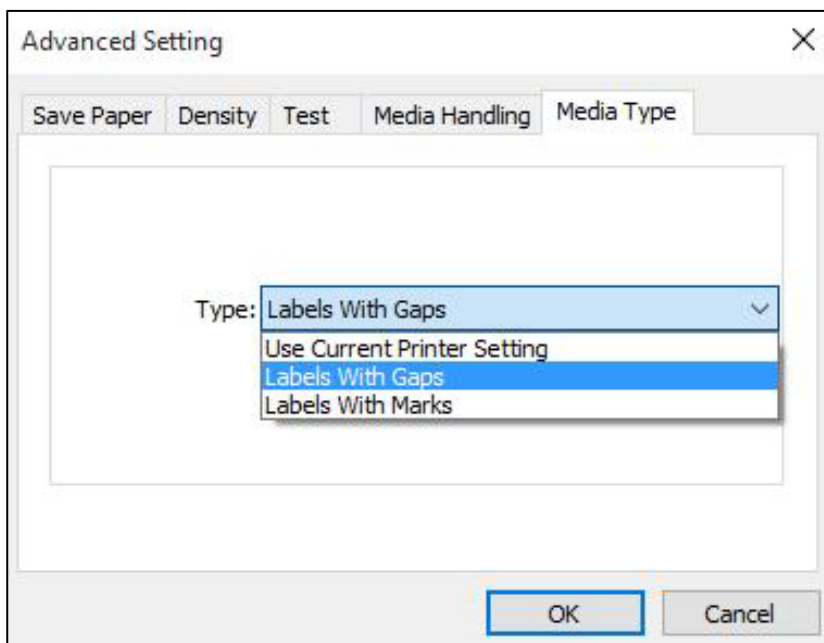 Advanced Setting
Save Paper Density Test Media Handling Media Type
Type: Labels With Gaps
Use Current Printer Setting
Labels With Gaps
Labels With Marks
OK Cancel